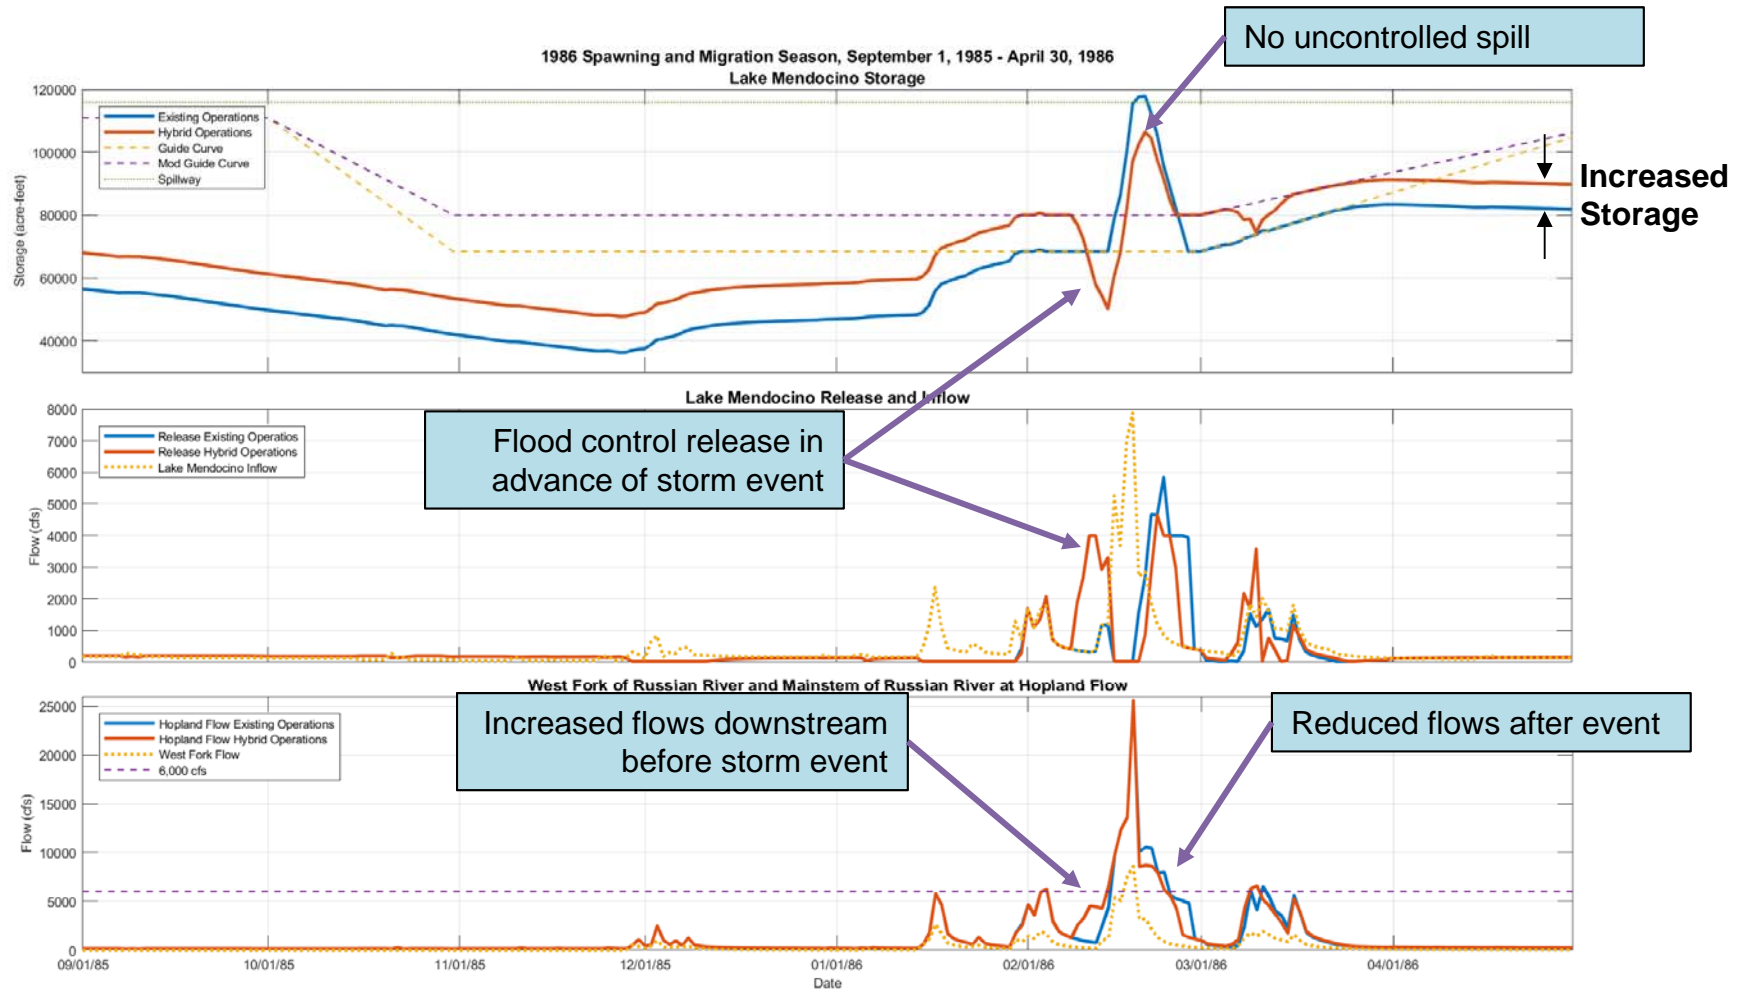 No uncontrolled spill
1986 Spawning and Migration Season, September 1, 1985 - April 30, 1986
Lake Mendocino Storage
120000
100000
80000
60000
40000
Storage (acre-feet)
Existing Operations
Hybrid Operations
Guide Curve
Mod Guide Curve
Spillway
Increased
Storage
Lake Mendocino Release and Inflow
8000
7000
6000
5000
4000
3000
2000
1000
0
Flow (cfs)
Release Existing Operatios
Release Hybrid Operations
Lake Mendocino Inflow
Flood control release in
advance of storm event
West Fork of Russian River and Mainstem of Russian River at Hopland Flow
25000
20000
15000
10000
5000
0
Flow (cfs)
Hopland Flow Existing Operations
Hopland Flow Hybrid Operations
West Fork Flow
6,000 cfs
Increased flows downstream
before storm event
Reduced flows after event
09/01/85
10/01/85
11/01/85
12/01/85
01/01/86
02/01/86
03/01/86
04/01/86
Date